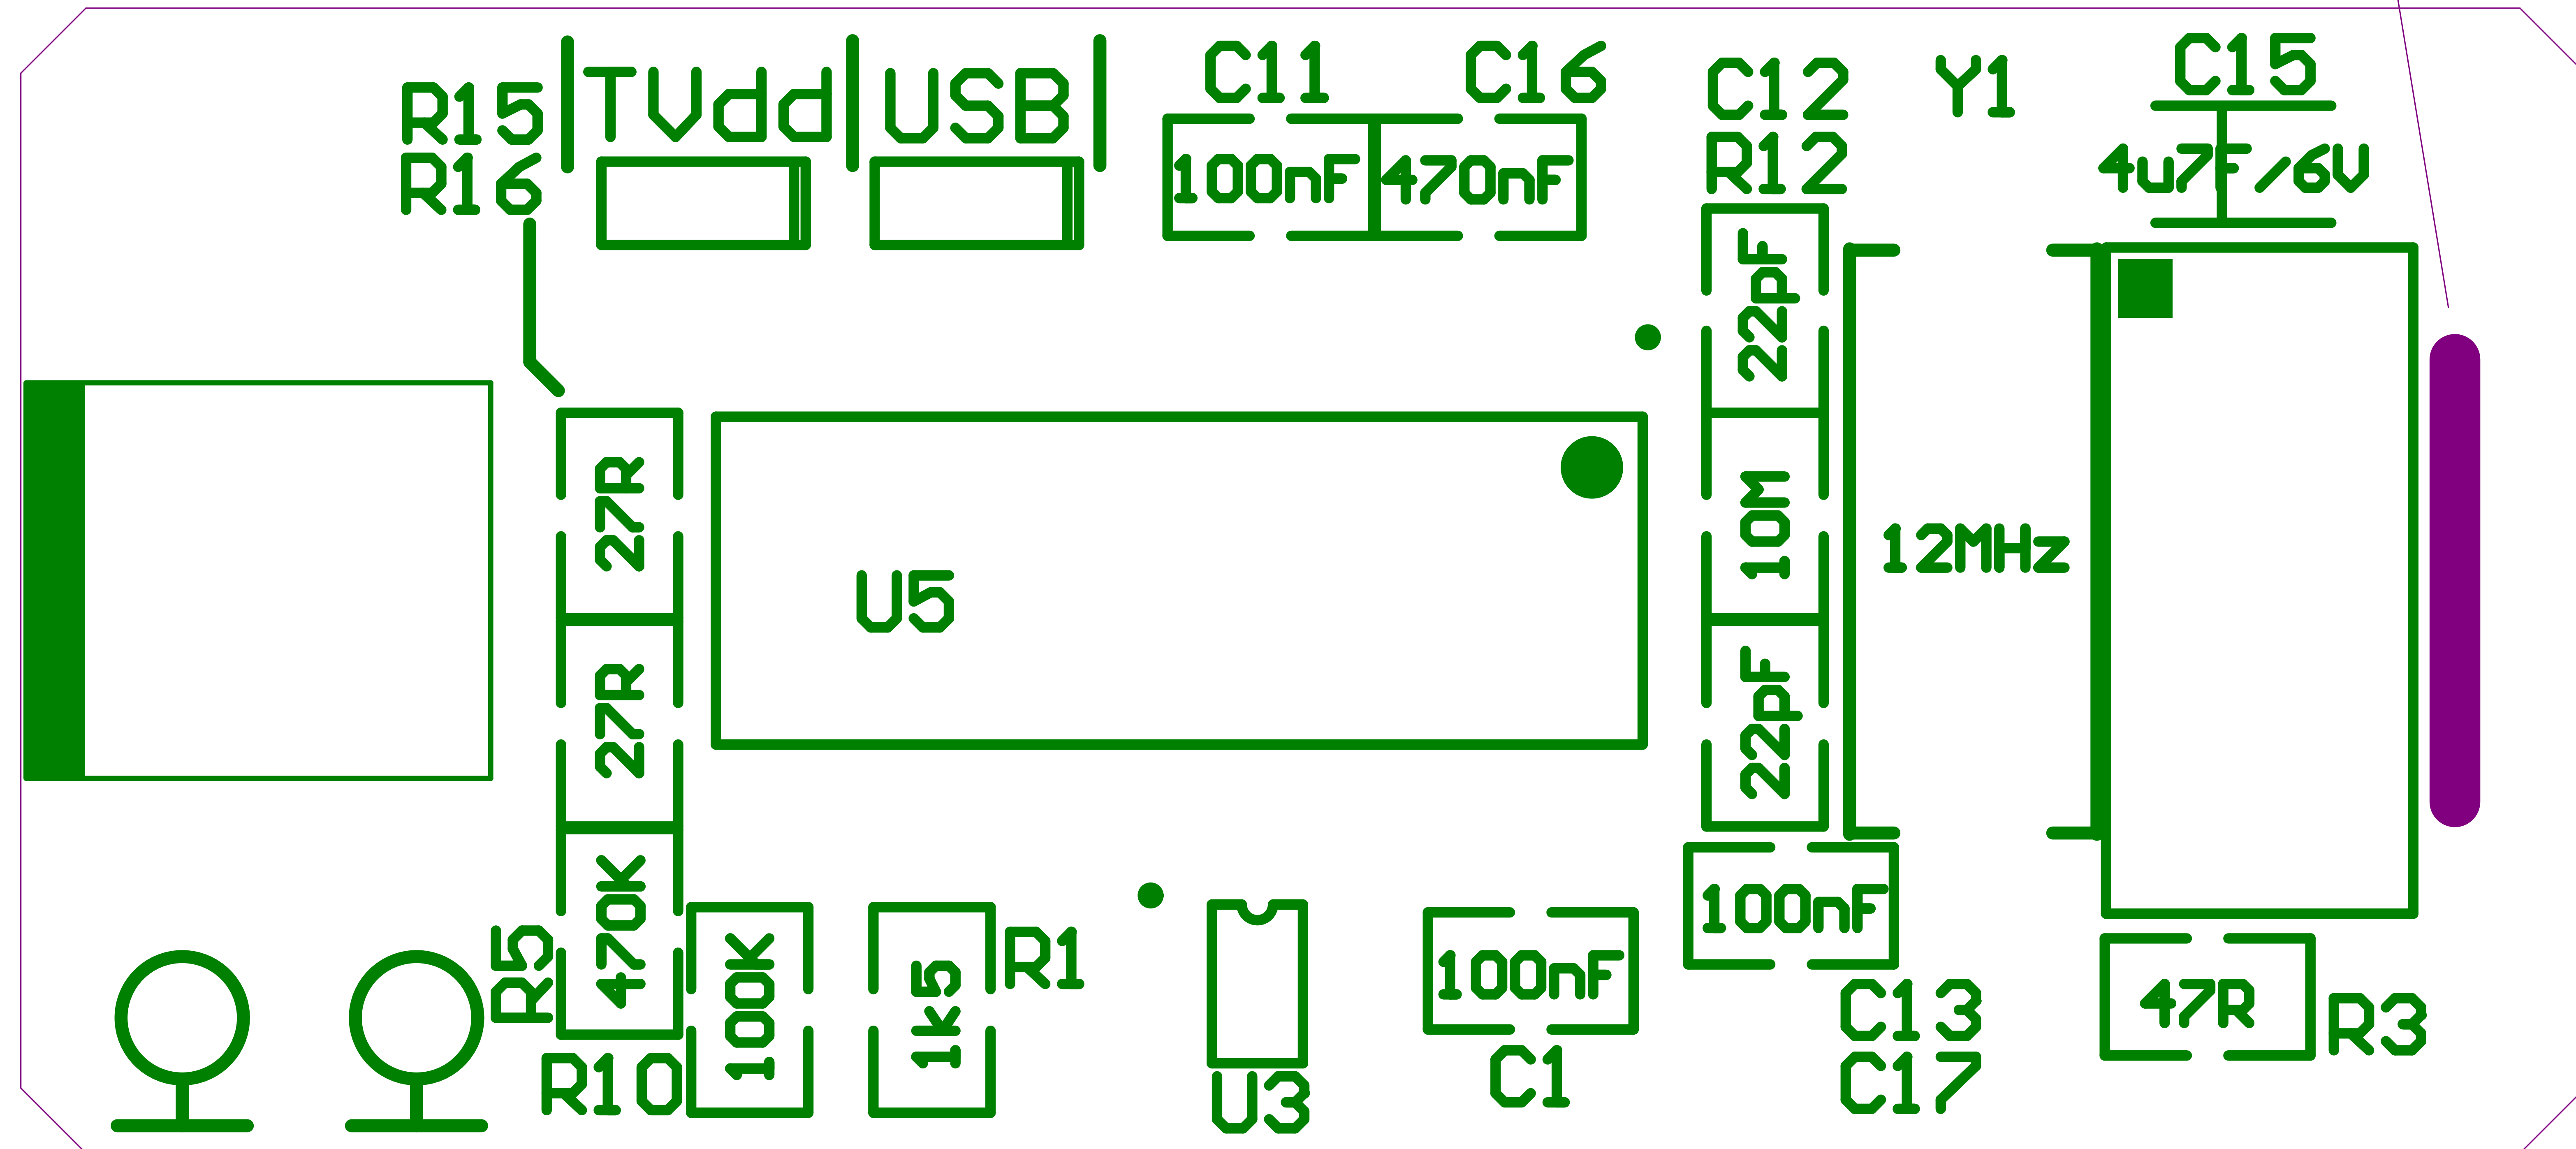 R15
R16
TVdd
USB
C11
C16
100nF
470nF
C12
R12
Y1
C15
4u7F/6V
22pF
10M
22pF
12MHz
27R
27R
470K
U5
R5
R10
100K
1k5
R1
U3
100nF
C1
100nF
C13
C17
47R
R3